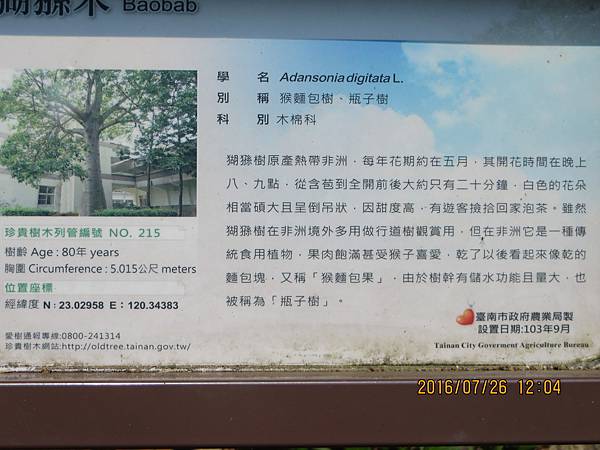 猢猻木 Baobab
學 名 Adansonia digitata L.
別 稱 猴麵包樹、瓶子樹
科 別 木棉科
猢猻樹原產熱帶非洲，每年花期約在五月，其開花時間在晚上
八、九點，從含苞到全開前後大約只有二十分鐘，白色的花朵
相當碩大且呈倒吊狀，因甜度高，有遊客撿拾回家泡茶。雖然
猢猻樹在非洲境外多用做行道樹觀賞用，但在非洲它是一種傳
統食用植物，果肉飽滿甚受猴子喜愛，乾了以後看起來像乾的
麵包塊，又稱「猴麵包果」，由於樹幹有儲水功能且量大，也
被稱為「瓶子樹」。
珍貴樹木列管編號 NO. 215
樹齡 Age : 80年 years
胸圍 Circumference : 5.015公尺 meters
位置座標
經緯度 N : 23.02958 E : 120.34383
愛樹通報專線:0800-241314
珍貴樹木網站:http://oldtree.tainan.gov.tw/
臺南市政府農業局製
設置日期:103年9月
Tainan City Goverment Agriculture Bureau
2016/07/26 12:04